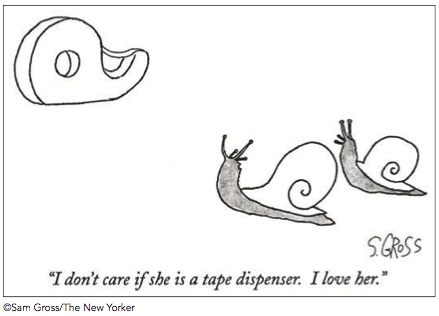 S.GROSS
"I don't care if she is a tape dispenser. I love her."
©Sam Gross/The New Yorker